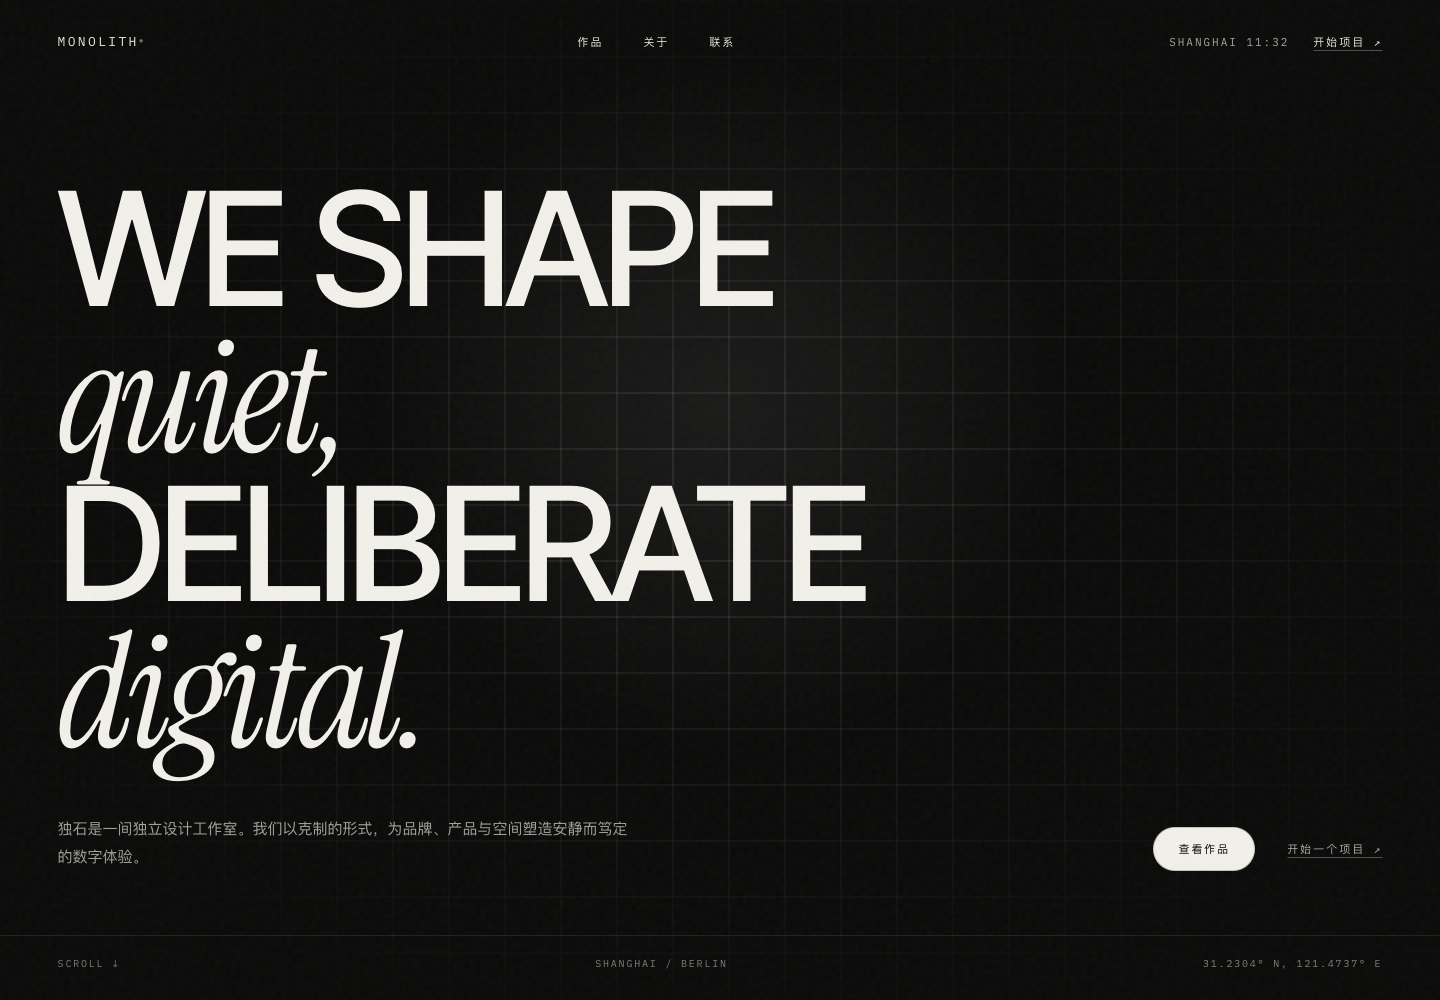 MONOLITH®
作品 关于 联系
SHANGHAI 11:32 开始项目 ↗
WE SHAPE
quiet,
DELIBERATE
digital.
独石是一间独立设计工作室。我们以克制的形式，为品牌、产品与空间塑造安静而笃定
的数字体验。
查看作品 开始一个项目 ↗
SCROLL ↓ SHANGHAI / BERLIN 31.2304° N, 121.4737° E